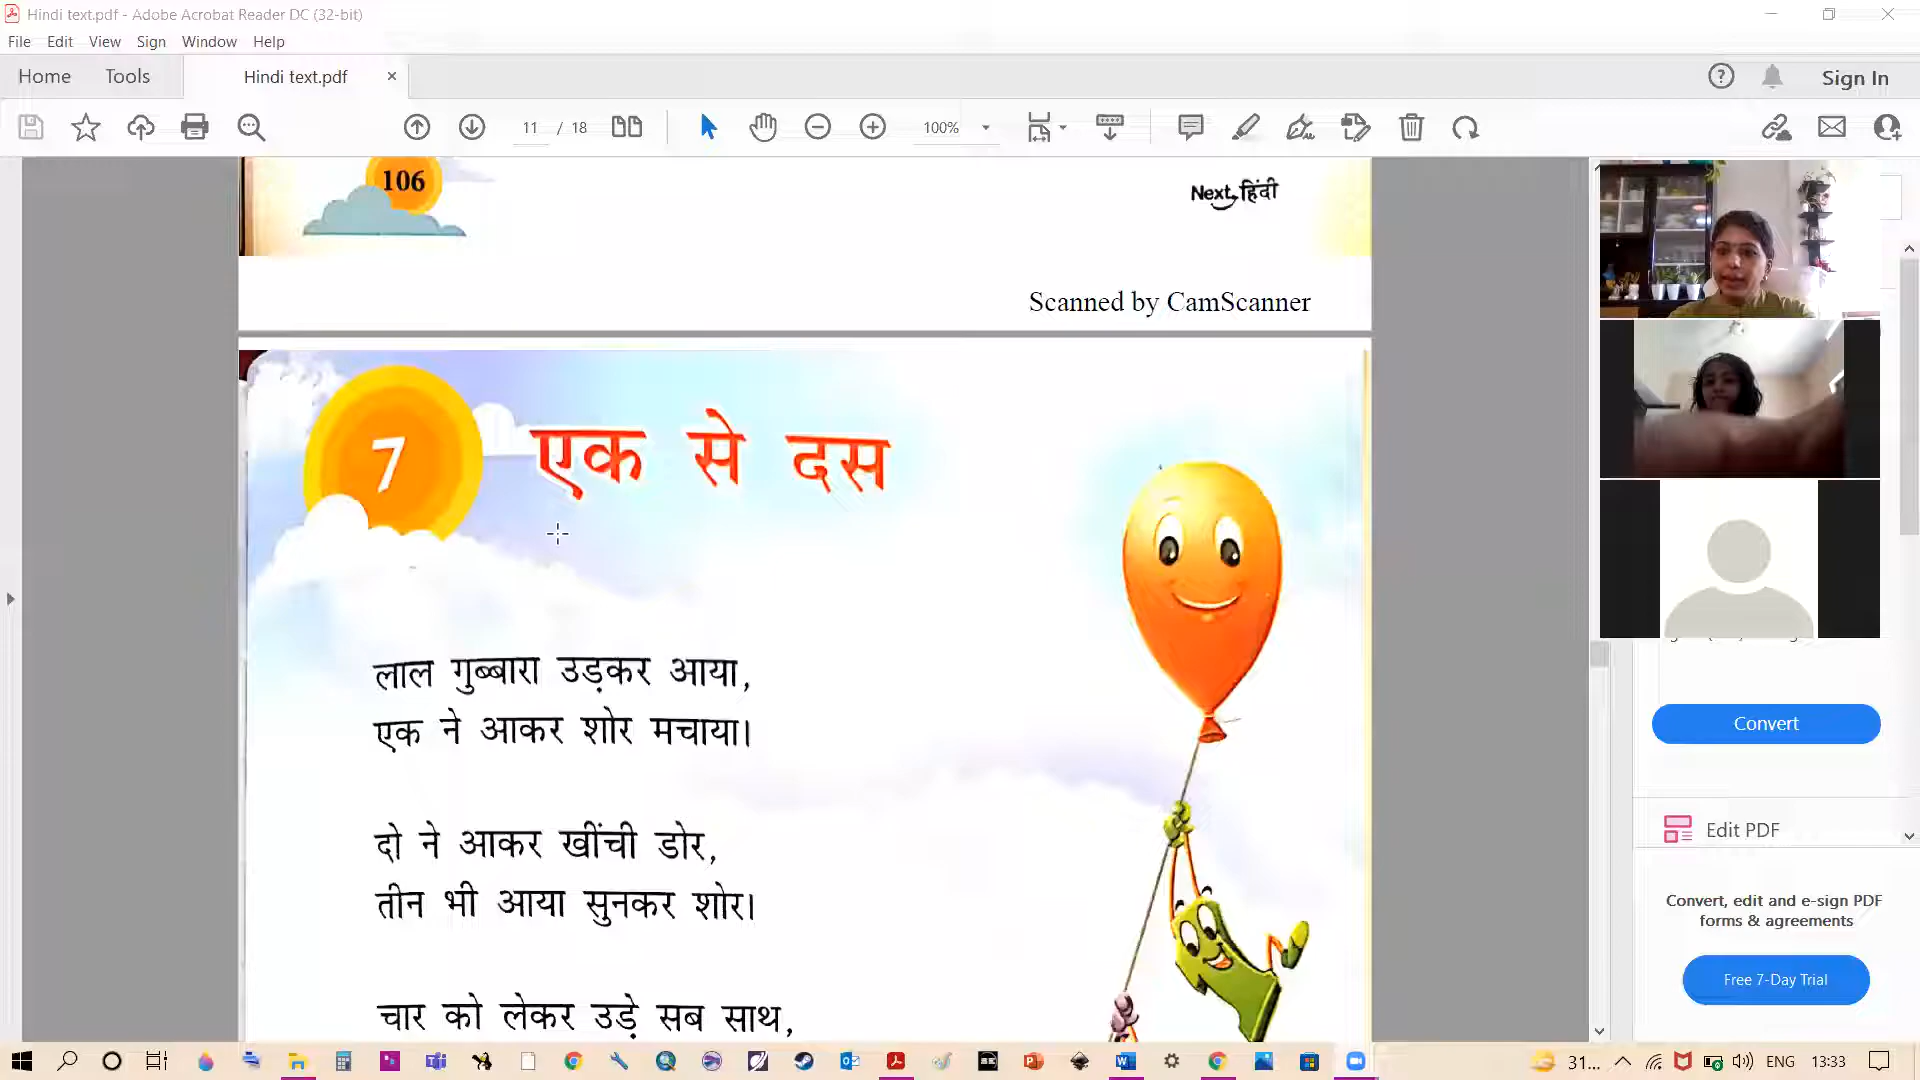 Hindi text.pdf - Adobe Acrobat Reader DC (32-bit)
File Edit View Sign Window Help
Home Tools Hindi text.pdf Sign In
11 / 18 100%
106
Next हिंदी
Scanned by CamScanner
7 एक से दस
लाल गुब्बारा उड़कर आया,
एक ने आकर शोर मचाया।
दो ने आकर खींची डोर,
तीन भी आया सुनकर शोर।
चार को लेकर उड़े सब साथ,
Convert
Edit PDF
Convert, edit and e-sign PDF
forms & agreements
Free 7-Day Trial
31... ENG 13:33